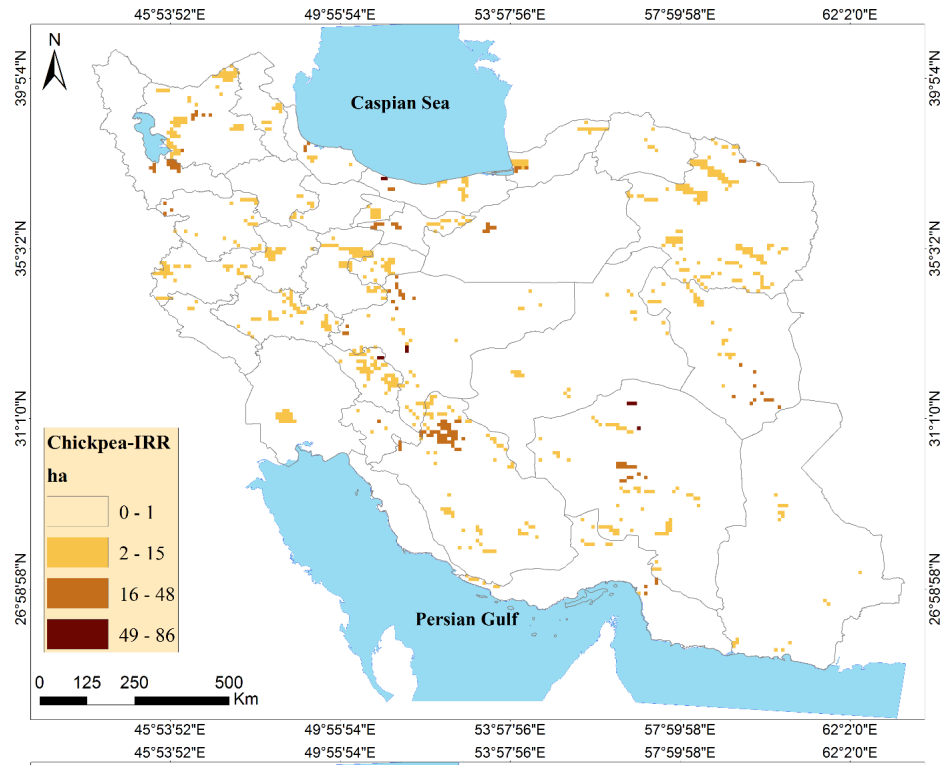 45°53'52"E 49°55'54"E 53°57'56"E 57°59'58"E 62°2'0"E
N
39°5'4"N
39°5'4"N
Caspian Sea
35°3'2"N
35°3'2"N
31°1'0"N
31°1'0"N
Chickpea-IRR
ha
0 - 1
2 - 15
16 - 48
49 - 86
26°58'58"N
26°58'58"N
Persian Gulf
0 125 250 500
Km
45°53'52"E 49°55'54"E 53°57'56"E 57°59'58"E 62°2'0"E
45°53'52"E 49°55'54"E 53°57'56"E 57°59'58"E 62°2'0"E